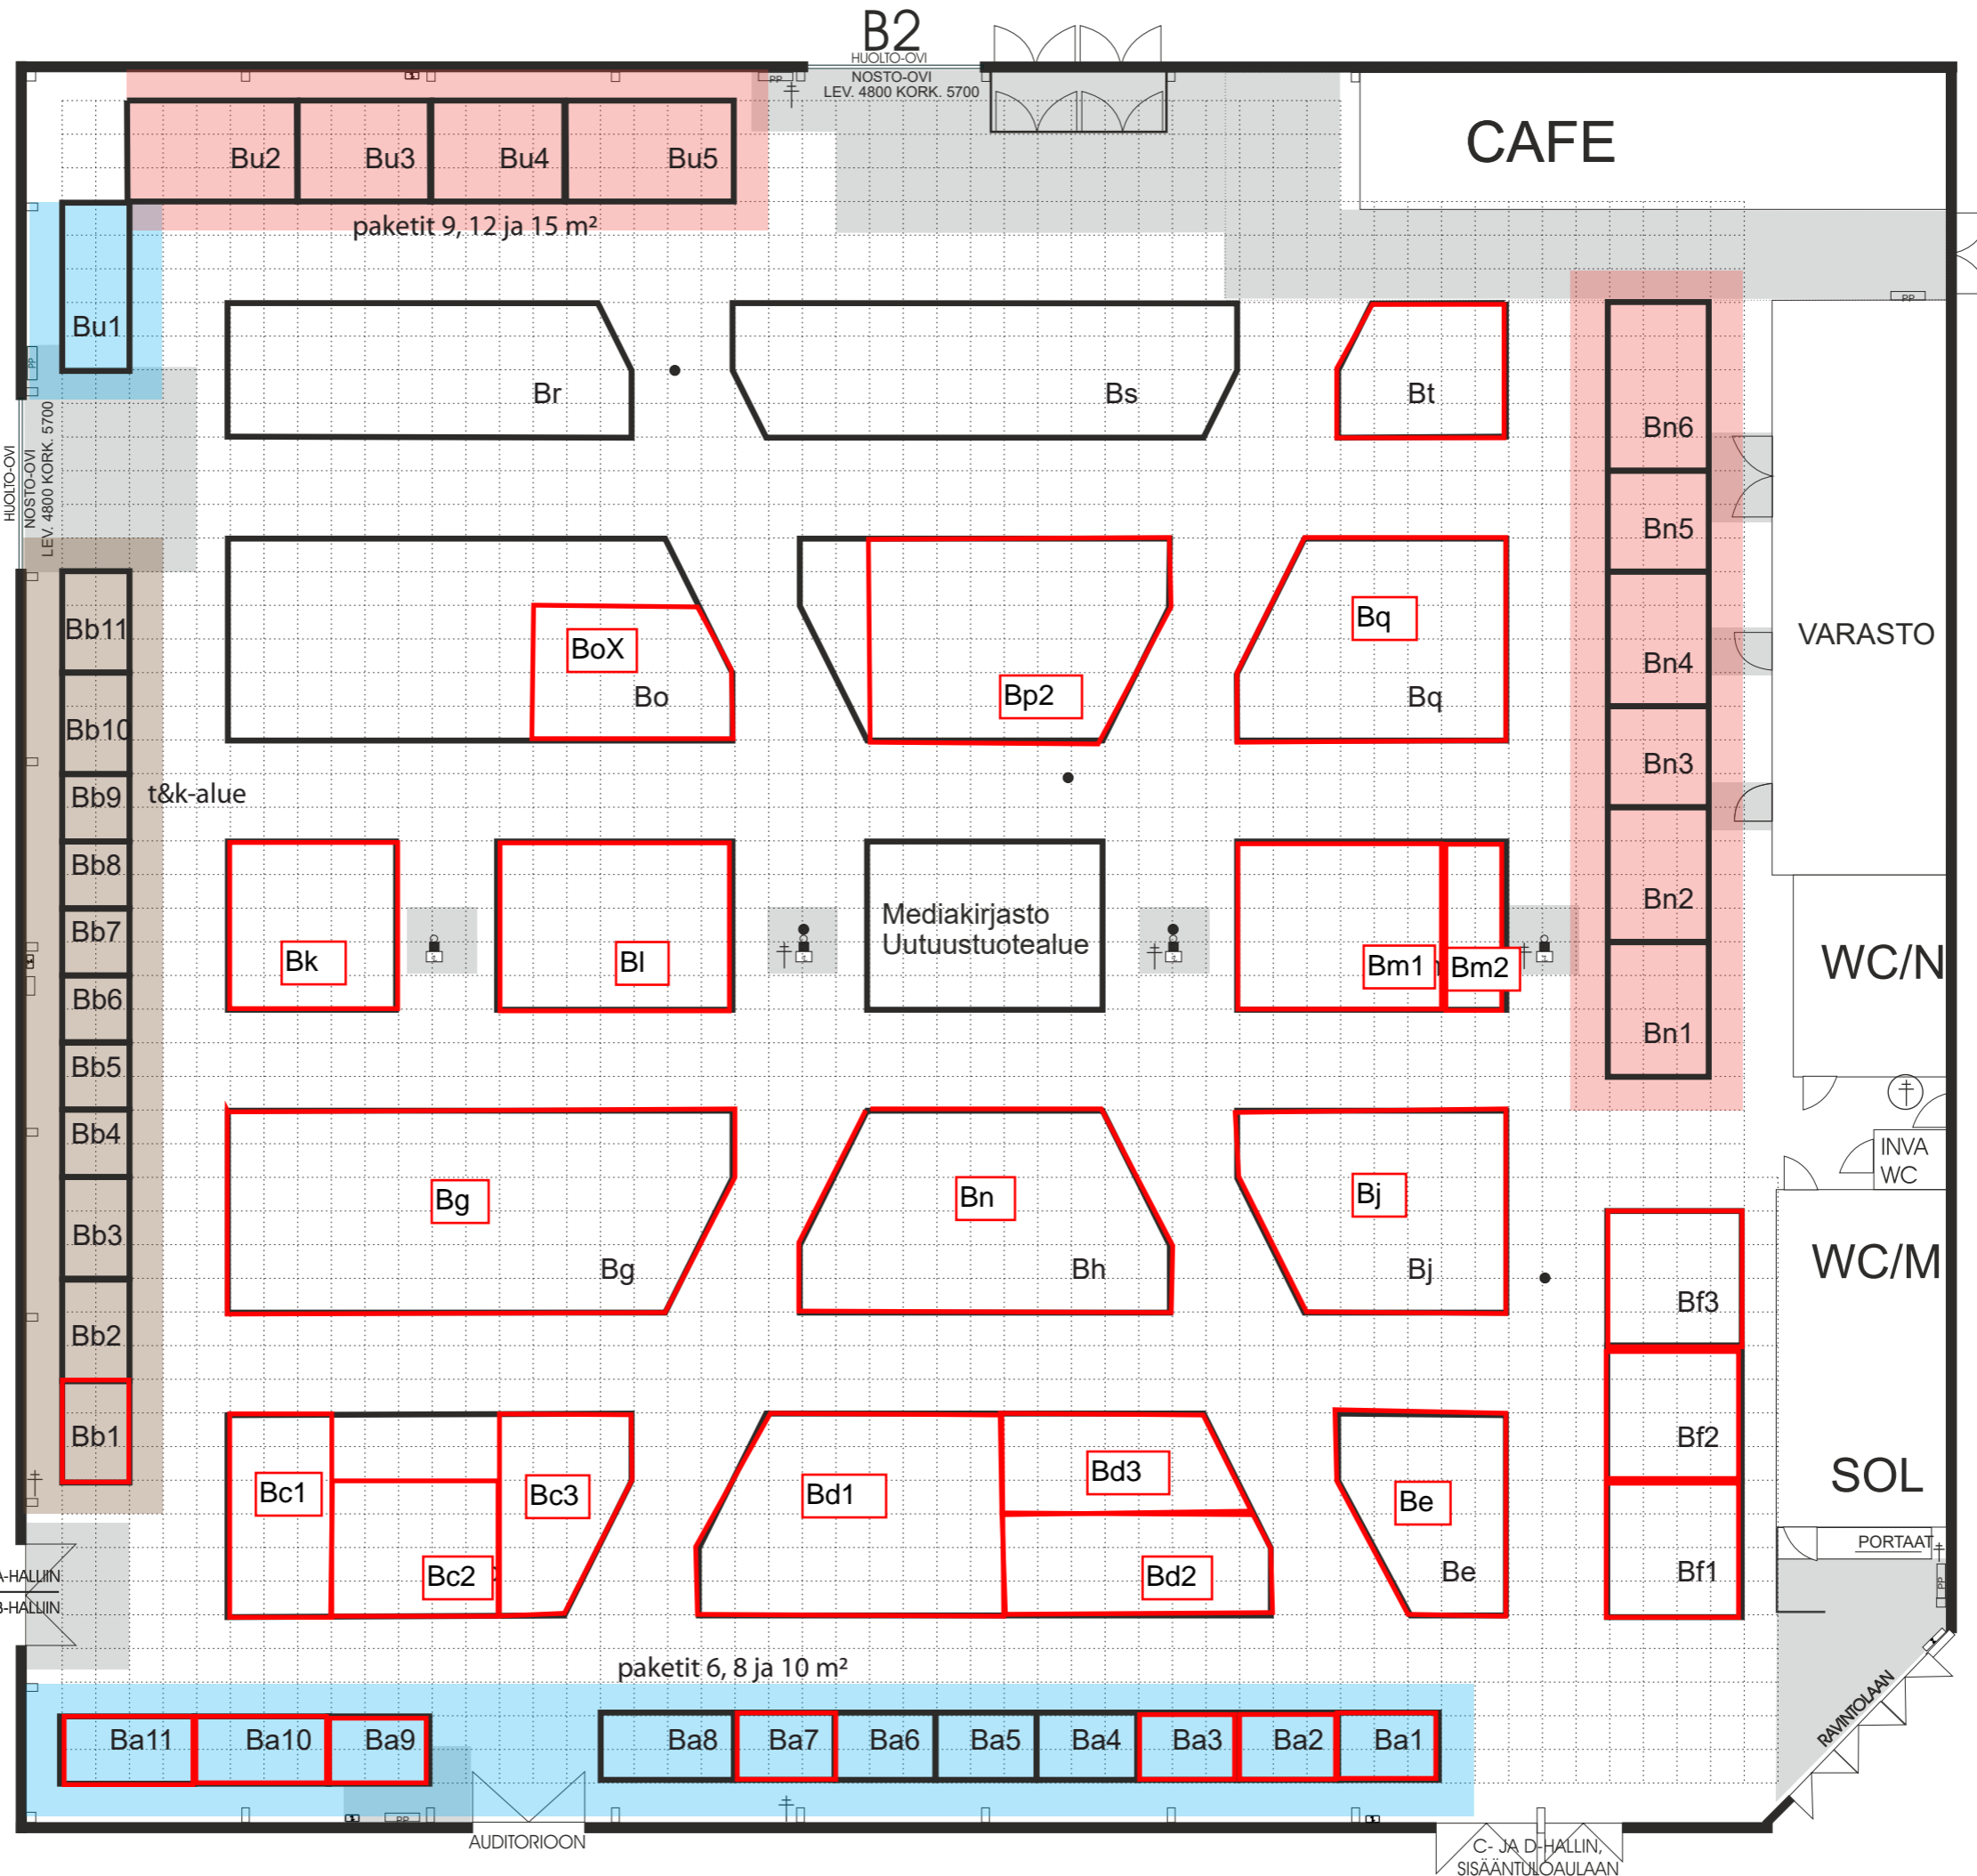 B2
HUOLTO-OVI
NOSTO-OVI
LEV. 4800 KORK. 5700
PP
CAFE
Bu2
Bu3
Bu4
Bu5
paketit 9, 12 ja 15 m²
Bu1
PP
PP
HUOLTO-OVI
NOSTO-OVI
LEV. 4800 KORK. 5700
Br
Bs
Bt
Bn6
Bn5
Bn4
Bn3
Bn2
Bn1
VARASTO
Bb11
Bb10
Bb9
Bb8
Bb7
Bb6
Bb5
Bb4
Bb3
Bb2
Bb1
t&k-alue
BoX
Bo
Bp2
Bq
Bq
Bk
Bl
Mediakirjasto
Uutuustuotealue
Bm1
Bm2
WC/N
INVA
WC
Bg
Bg
Bn
Bh
Bj
Bj
WC/M
Bf3
Bf2
Bf1
SOL
PORTAAT
PP
Bc1
Bc2
Bc3
Bd1
Bd3
Bd2
Be
Be
A-HALLIIN
B-HALLIIN
paketit 6, 8 ja 10 m²
RAVINTOLAAN
Ba11
Ba10
Ba9
Ba8
Ba7
Ba6
Ba5
Ba4
Ba3
Ba2
Ba1
PP
AUDITORIOON
C- JA D-HALLIN,
SISÄÄNTULOAULAAN